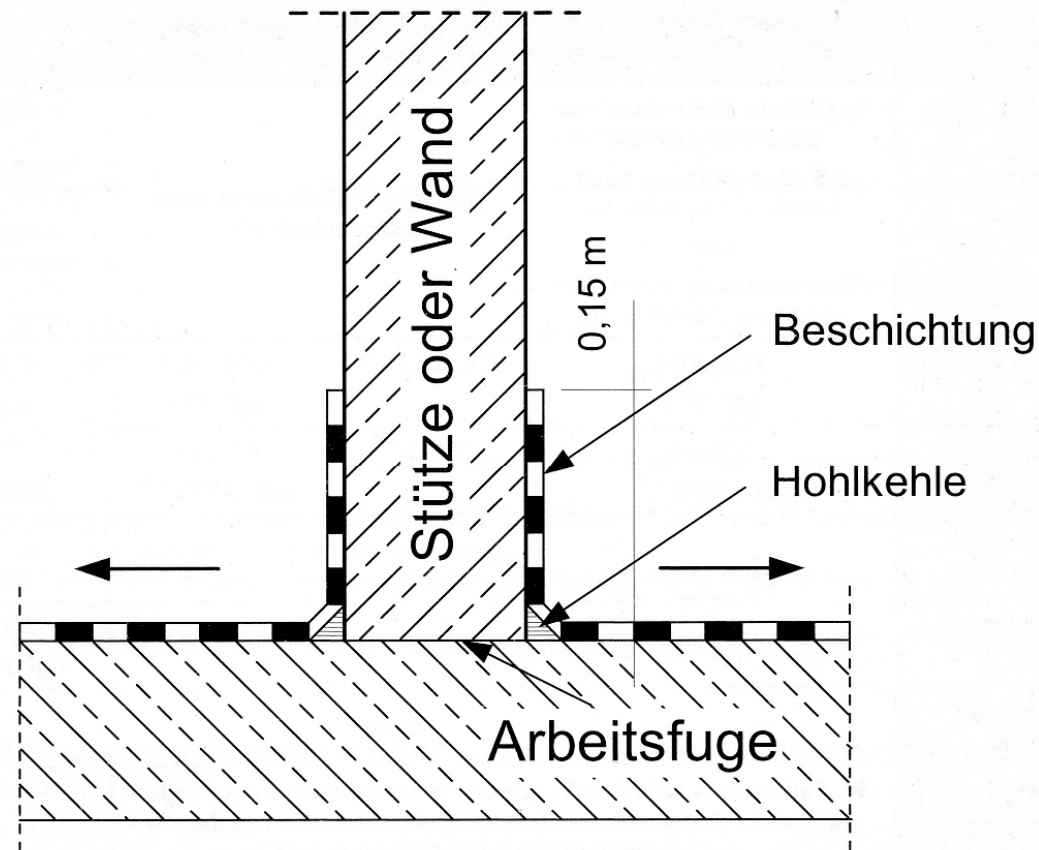 Stütze oder Wand
0,15 m
Beschichtung
Hohlkehle
Arbeitsfuge